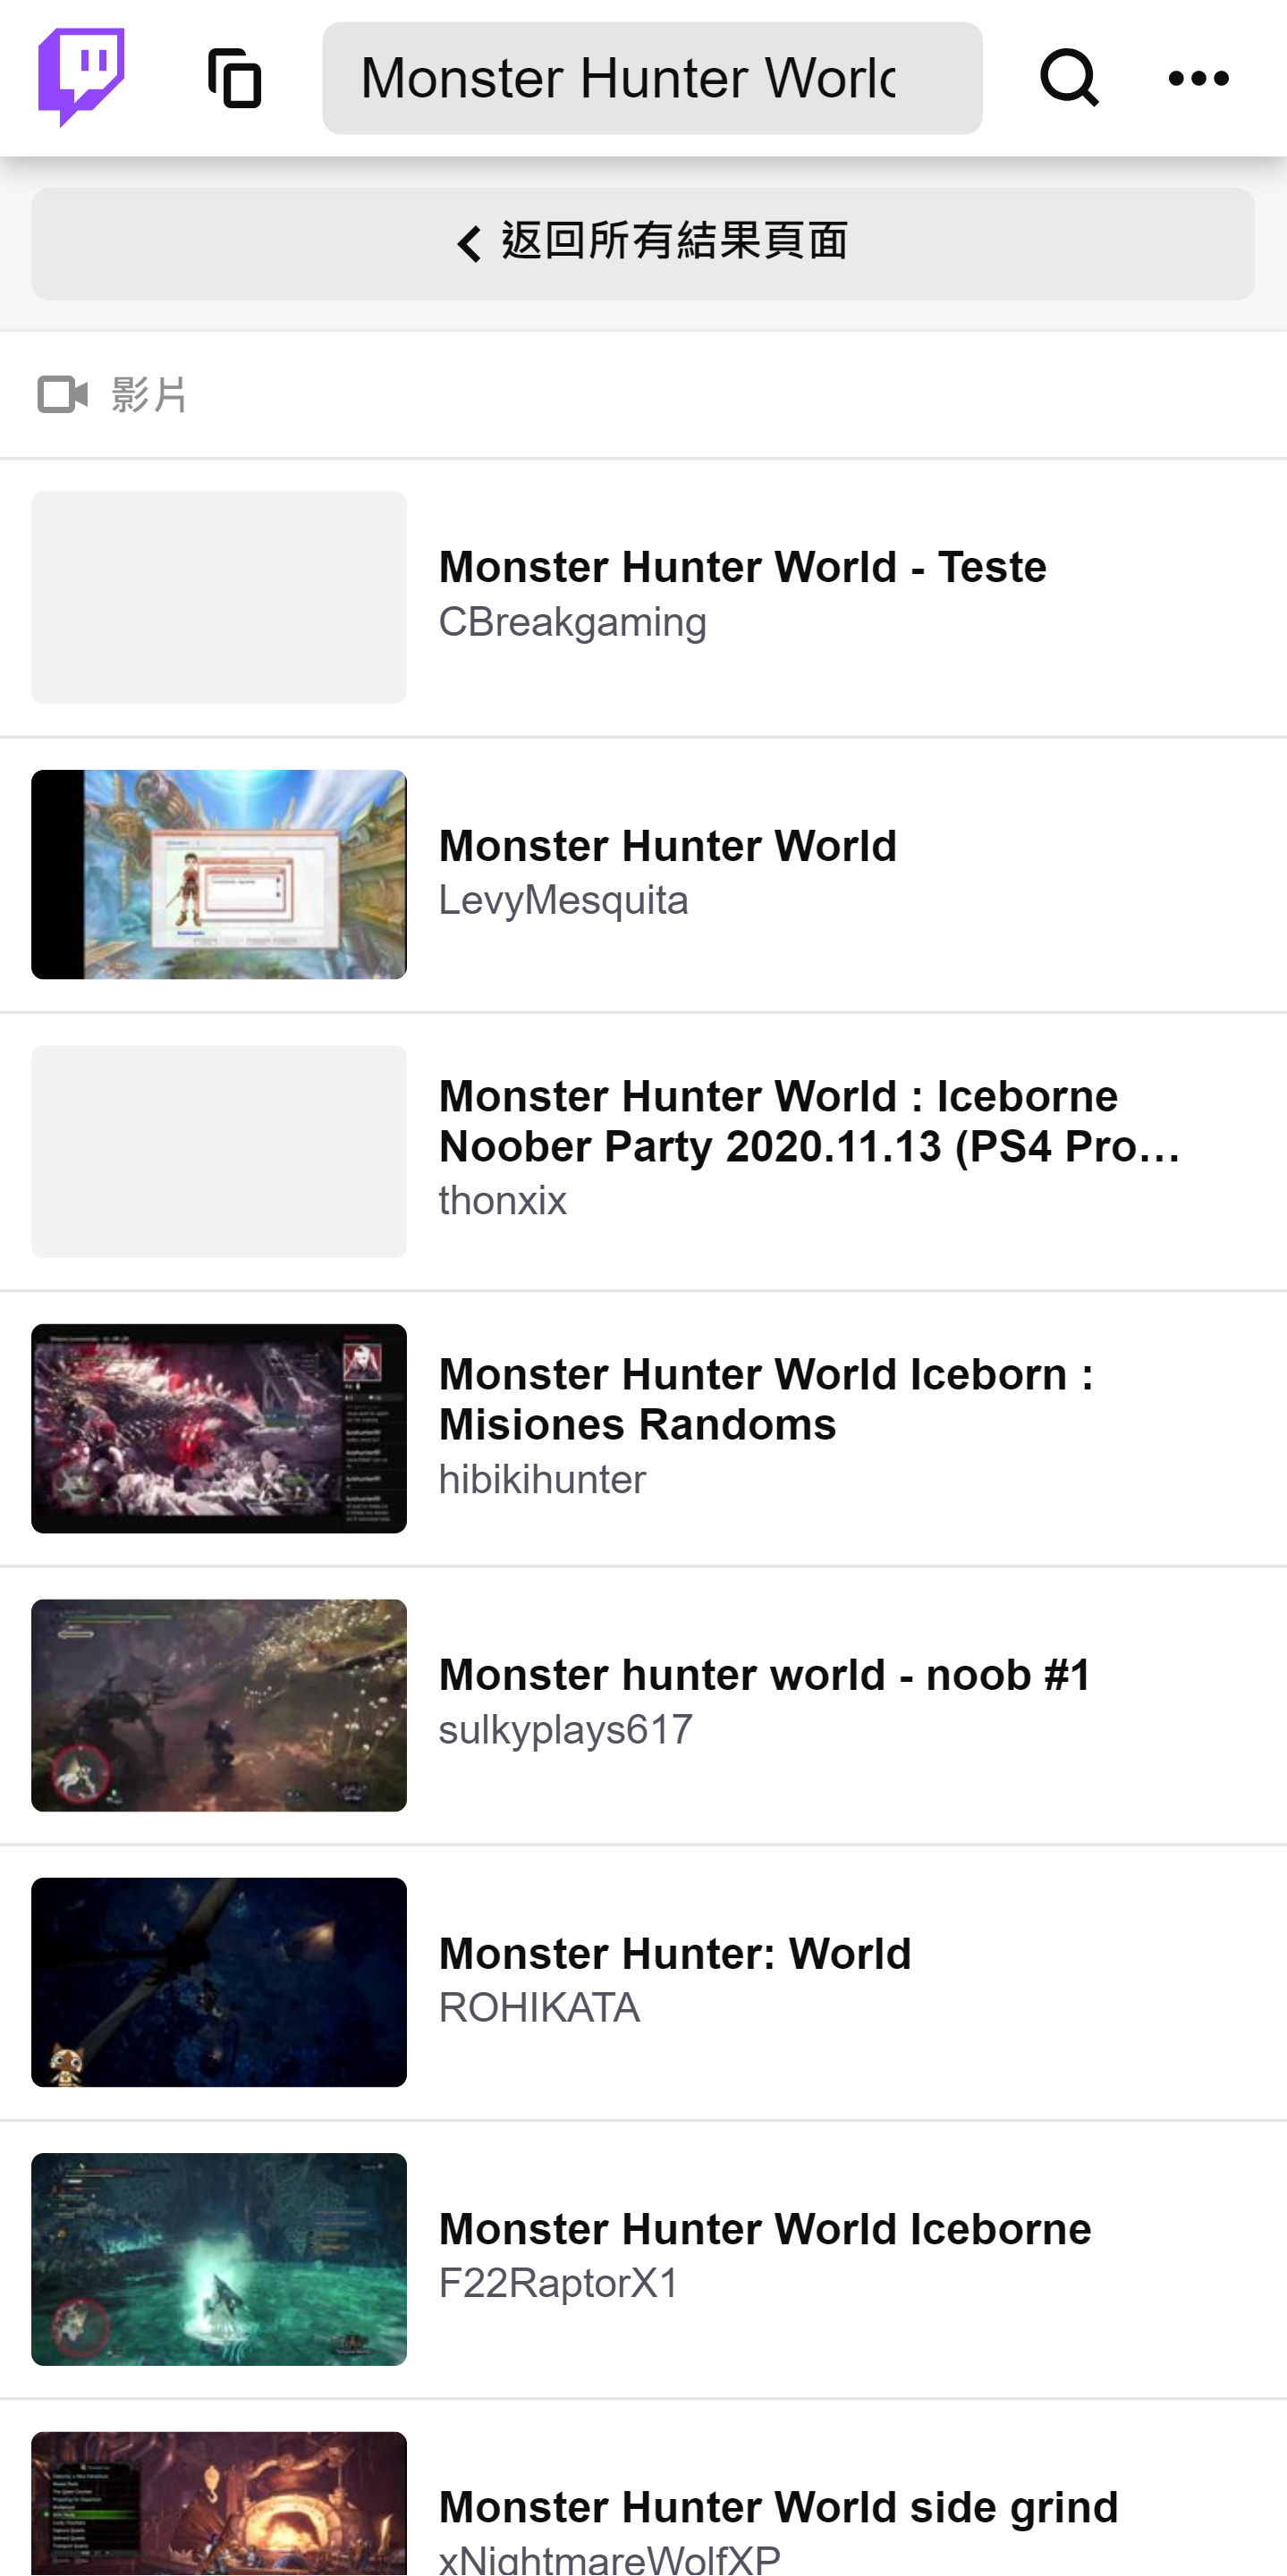 Monster Hunter World
返回所有結果頁面
影片
Monster Hunter World - Teste
CBreakgaming
Monster Hunter World
LevyMesquita
Monster Hunter World : Iceborne
Noober Party 2020.11.13 (PS4 Pro…
thonxix
Monster Hunter World Iceborn :
Misiones Randoms
hibikihunter
Monster hunter world - noob #1
sulkyplays617
Monster Hunter: World
ROHIKATA
Monster Hunter World Iceborne
F22RaptorX1
Monster Hunter World side grind
xNightmareWolfXP